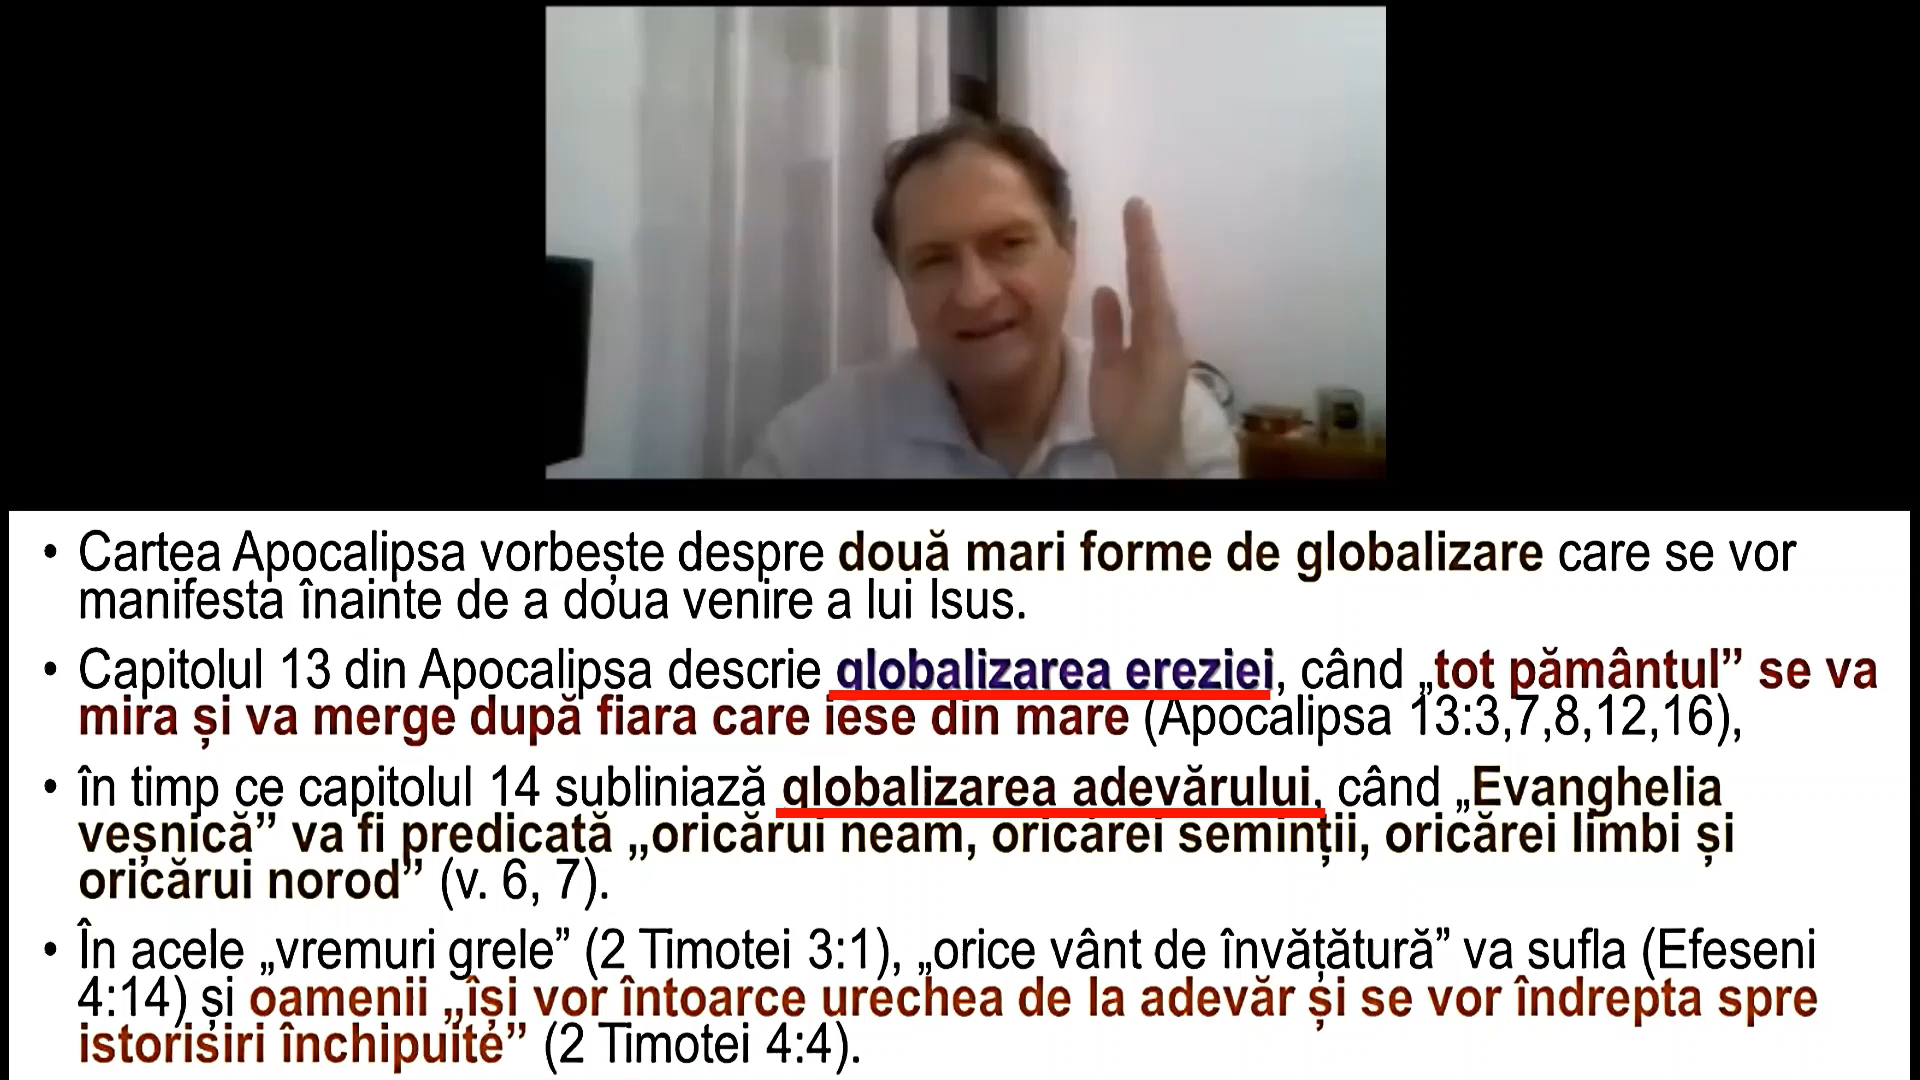 • Cartea Apocalipsa vorbește despre două mari forme de globalizare care se vor
manifesta înainte de a doua venire a lui Isus.
• Capitolul 13 din Apocalipsa descrie globalizarea ereziei, când „tot pământul” se va
mira și va merge după fiara care iese din mare (Apocalipsa 13:3,7,8,12,16),
• în timp ce capitolul 14 subliniază globalizarea adevărului, când „Evanghelia
veșnică” va fi predicată „oricărui neam, oricărei seminții, oricărei limbi și
oricărui norod” (v. 6, 7).
• În acele „vremuri grele” (2 Timotei 3:1), „orice vânt de învățătură” va sufla (Efeseni
4:14) și oamenii „își vor întoarce urechea de la adevăr și se vor îndrepta spre
istorisiri închipuite” (2 Timotei 4:4).